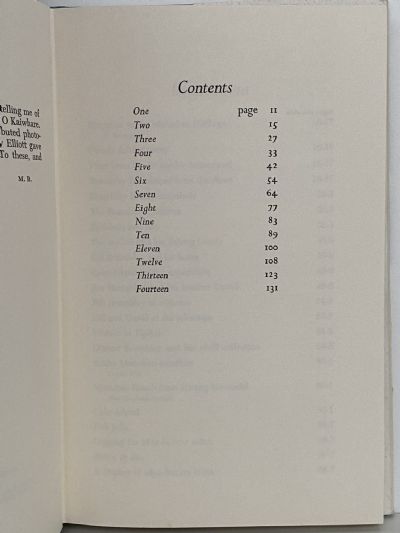 telling me of
O Kaiwhare.
buted photo-
Elliott gave
To these, and
M. B.
Contents
One page 11
Two 15
Three 27
Four 33
Five 42
Six 54
Seven 64
Eight 77
Nine 83
Ten 89
Eleven 100
Twelve 108
Thirteen 123
Fourteen 131